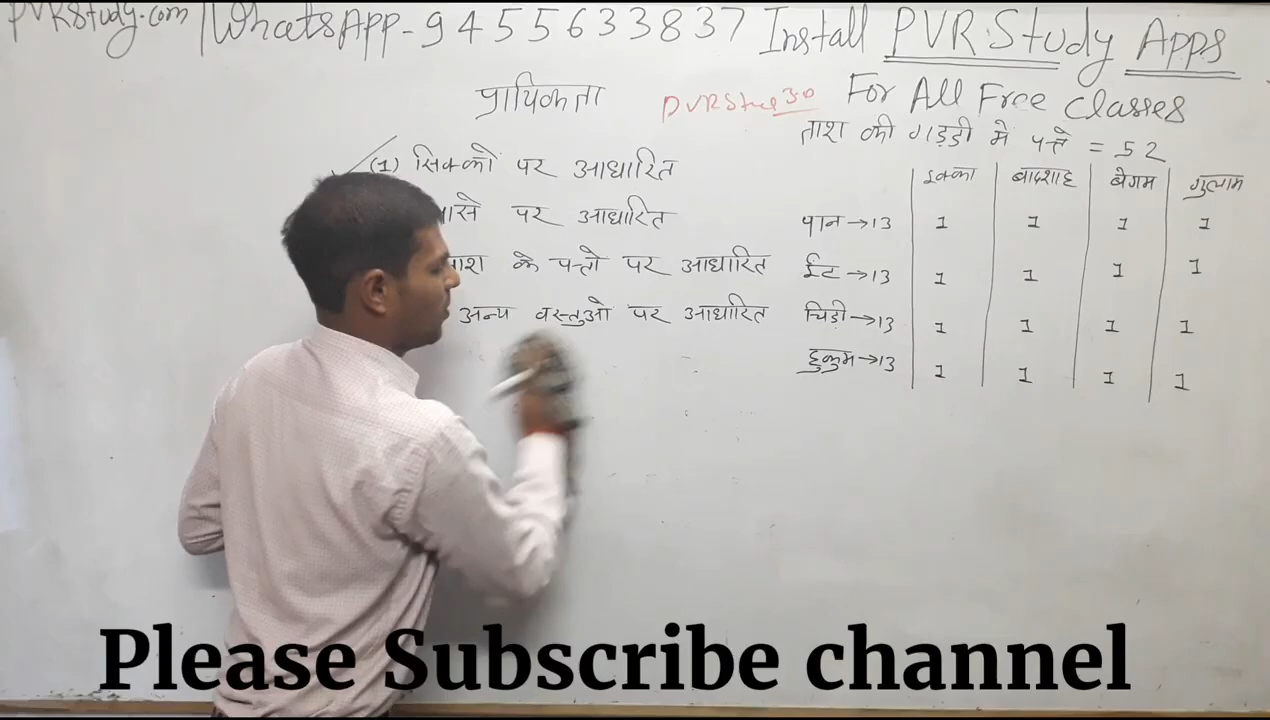 PVRStudy.com | WhatsApp-9455633837 Install PVR Study Apps
For All Free Classes
प्रायिकता
ताश की गड्डी में पत्ते = 52
(1) सिक्को पर आधारित
पर आधारित
के पत्तो पर आधारित
अन्य वस्तुओ पर आधारित
इक्का बादशाह बेगम गुलाम
पान→13 1 1 1 1
ईंट→13 1 1 1 1
चिड़ी→13 1 1 1 1
हुकुम→13 1 1 1 1
Please Subscribe channel